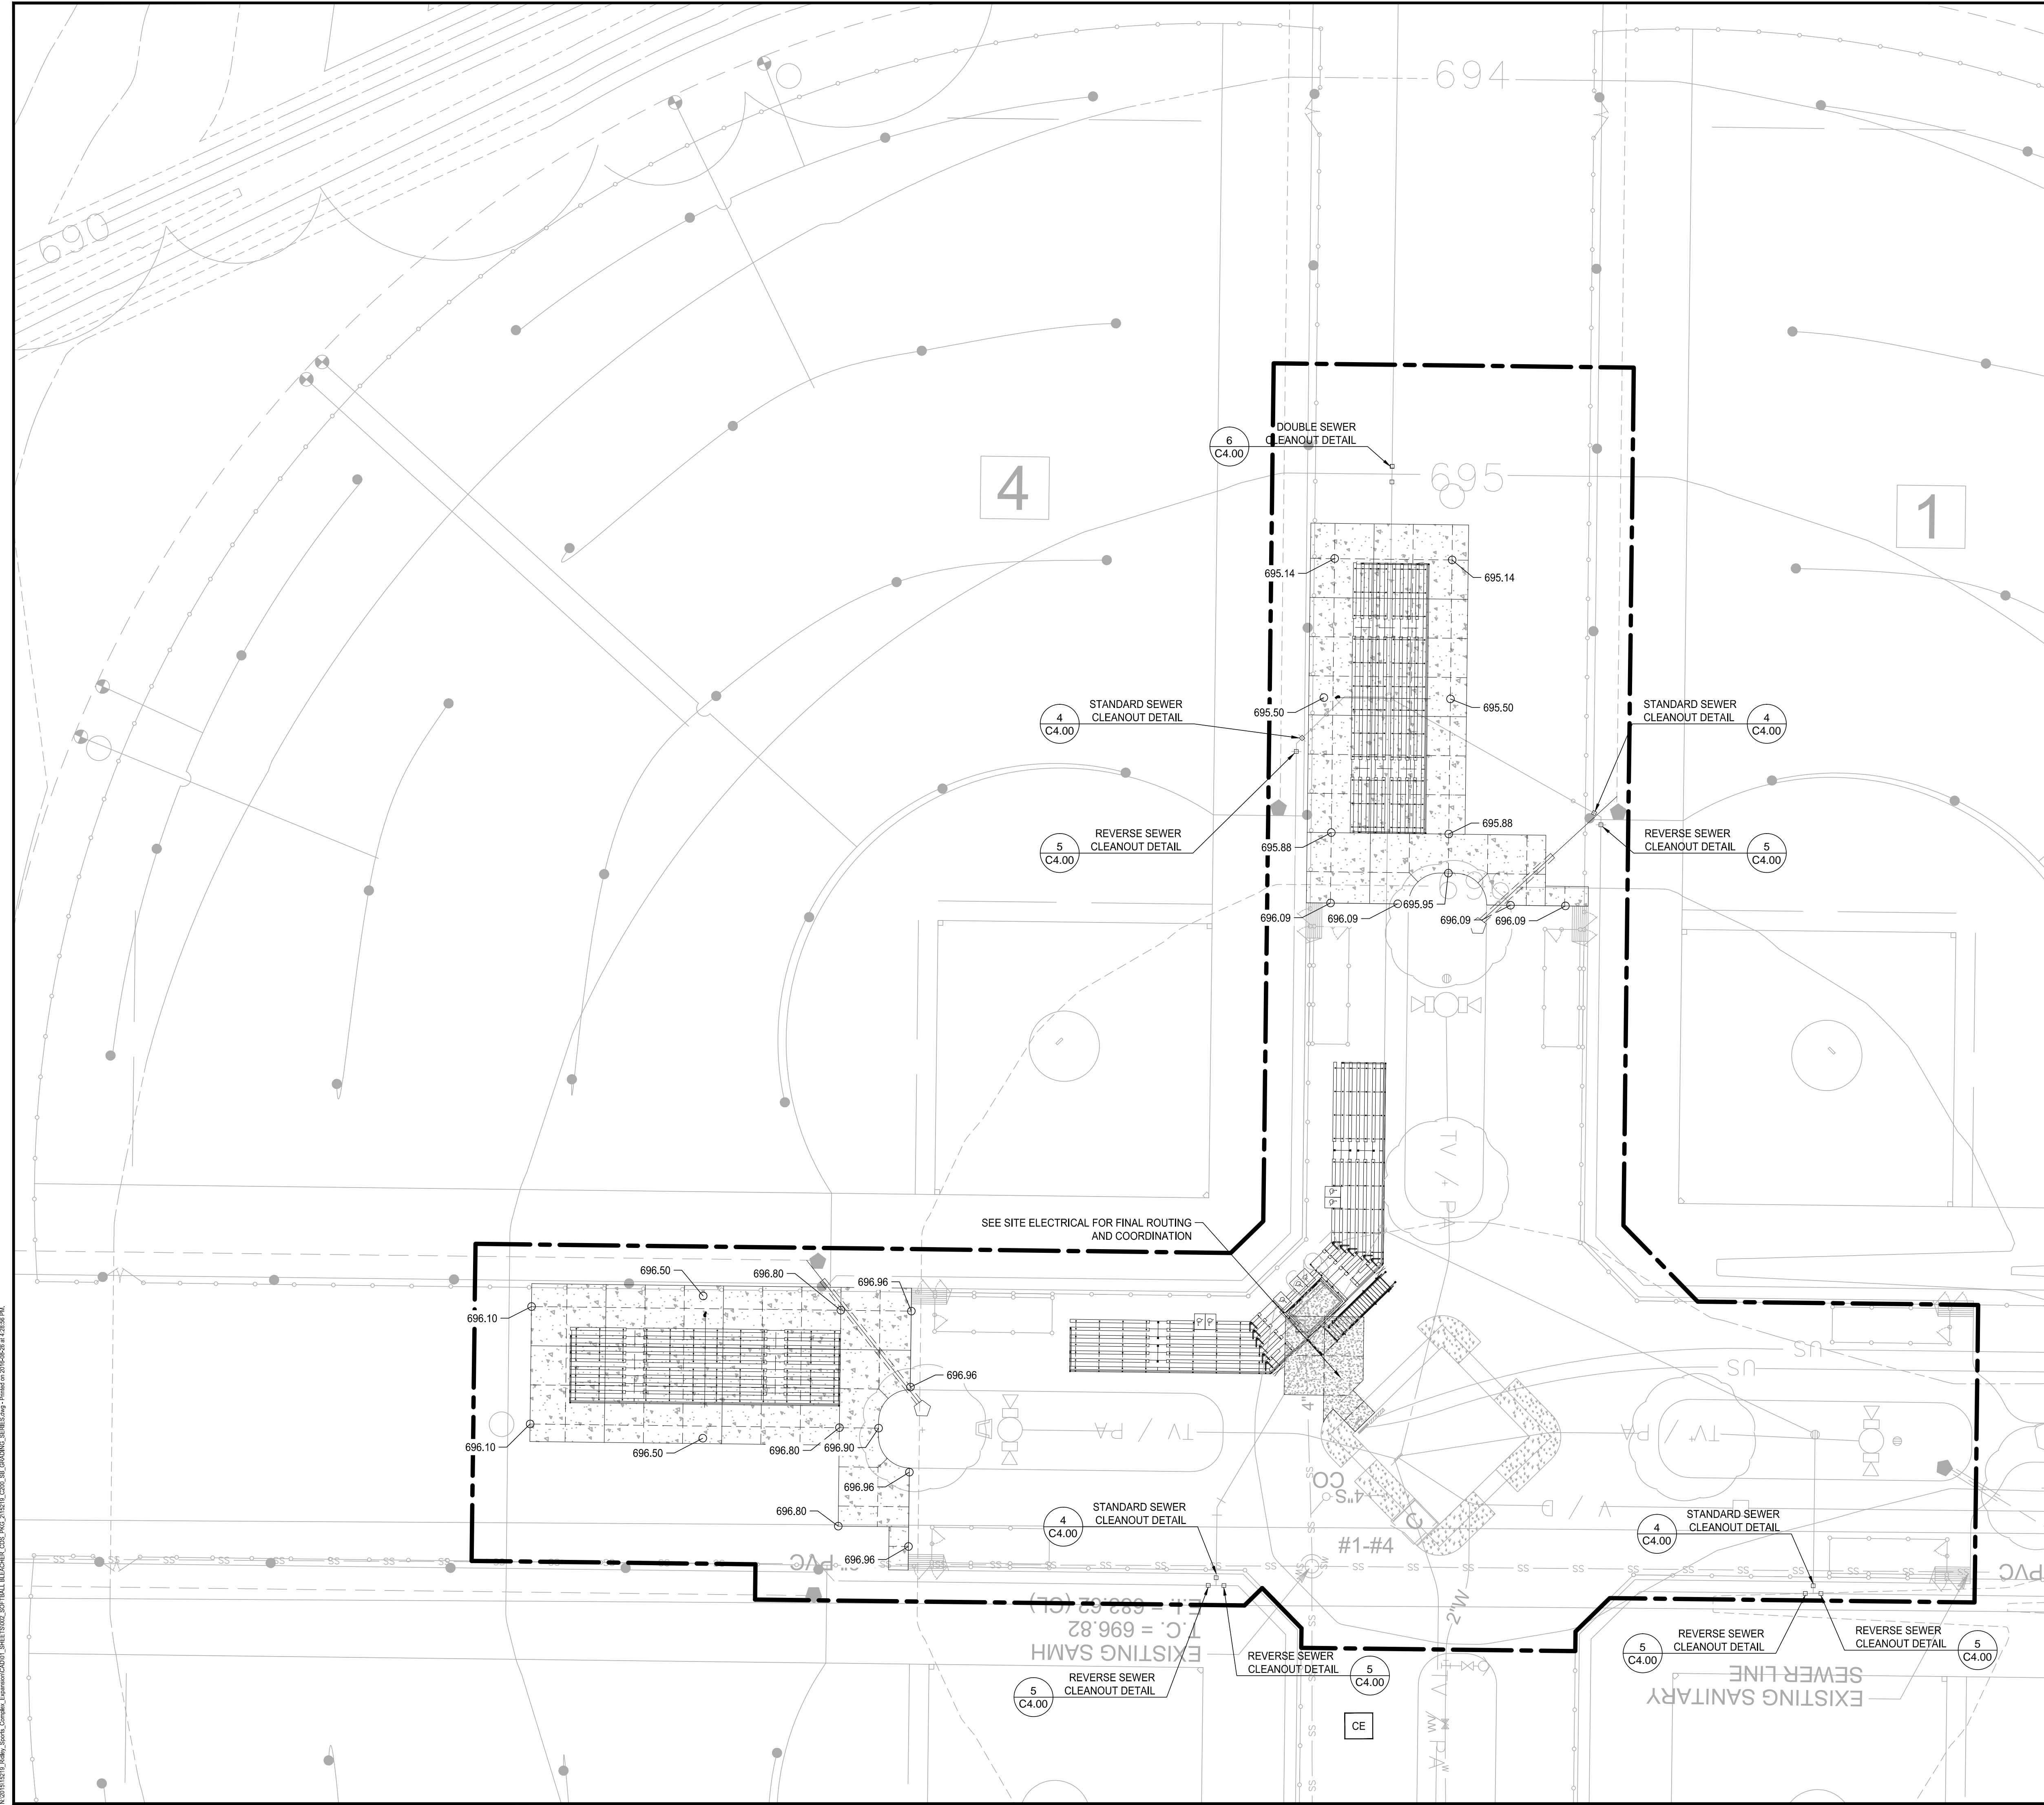 694
690
DOUBLE SEWER
CLEANOUT DETAIL
6
C4.00
695
4
1
695.14
695.14
STANDARD SEWER
CLEANOUT DETAIL
4
C4.00
695.50
695.50
STANDARD SEWER
CLEANOUT DETAIL
4
C4.00
REVERSE SEWER
CLEANOUT DETAIL
5
C4.00
695.88
695.88
REVERSE SEWER
CLEANOUT DETAIL
5
C4.00
696.09
696.09
695.95
696.09
696.09
TV / PA
SEE SITE ELECTRICAL FOR FINAL ROUTING
AND COORDINATION
696.50
696.80
696.96
696.10
696.96
696.10
696.50
696.80
696.90
696.96
696.80
696.96
TV / PA
TV / PA
US
US
4"
CO
4"S
#1-#4
STANDARD SEWER
CLEANOUT DETAIL
4
C4.00
STANDARD SEWER
CLEANOUT DETAIL
4
C4.00
PVC
PVC
SS
2"W
EXISTING SAMH
T.C. = 696.82
REVERSE SEWER
CLEANOUT DETAIL
5
C4.00
REVERSE SEWER
CLEANOUT DETAIL
5
C4.00
REVERSE SEWER
CLEANOUT DETAIL
5
C4.00
REVERSE SEWER
CLEANOUT DETAIL
5
C4.00
EXISTING SANITARY
SEWER LINE
CE